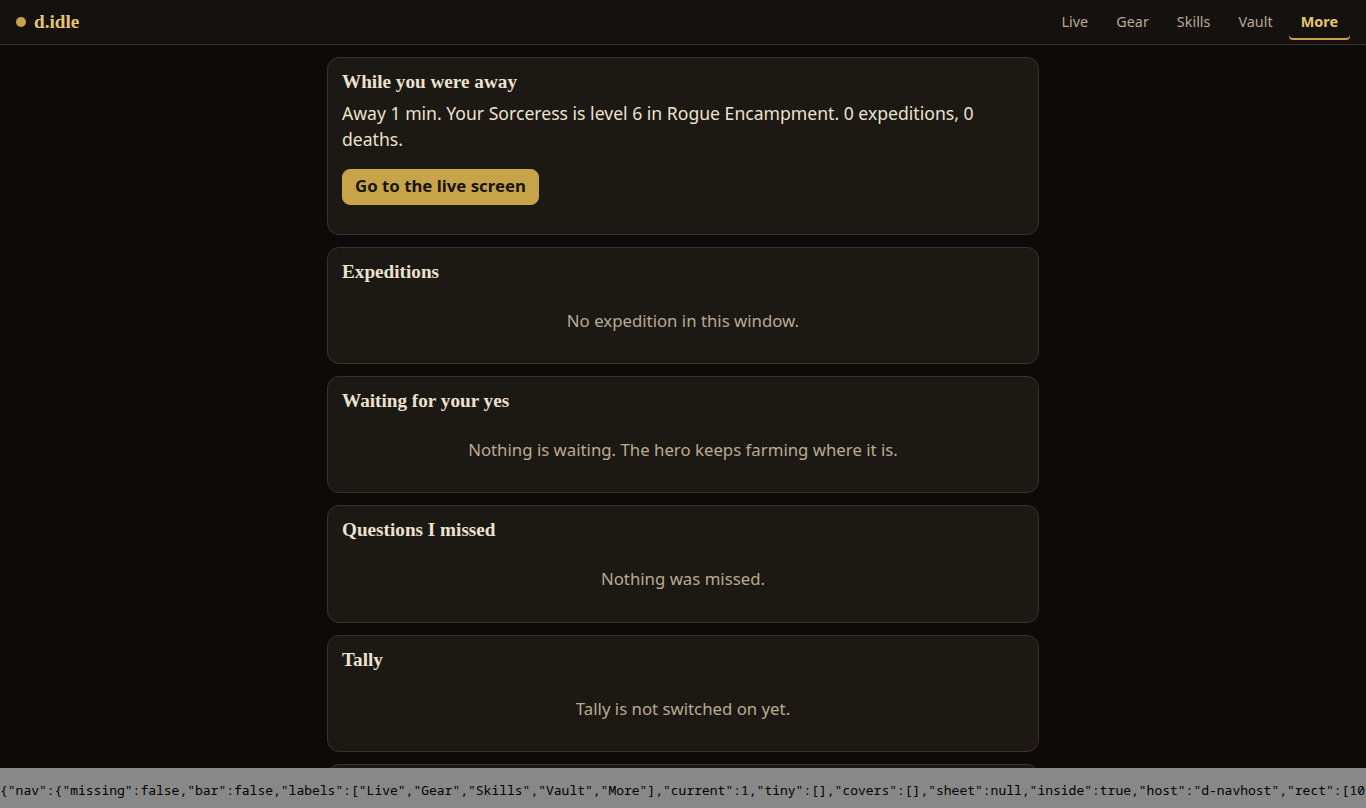 d.idle
Live Gear Skills Vault More
While you were away
Away 1 min. Your Sorceress is level 6 in Rogue Encampment. 0 expeditions, 0
deaths.
Go to the live screen
Expeditions
No expedition in this window.
Waiting for your yes
Nothing is waiting. The hero keeps farming where it is.
Questions I missed
Nothing was missed.
Tally
Tally is not switched on yet.
{"nav":{"missing":false,"bar":false,"labels":["Live","Gear","Skills","Vault","More"],"current":1,"tiny":[],"covers":[],"sheet":null,"inside":true,"host":"d-navhost","rect":[10